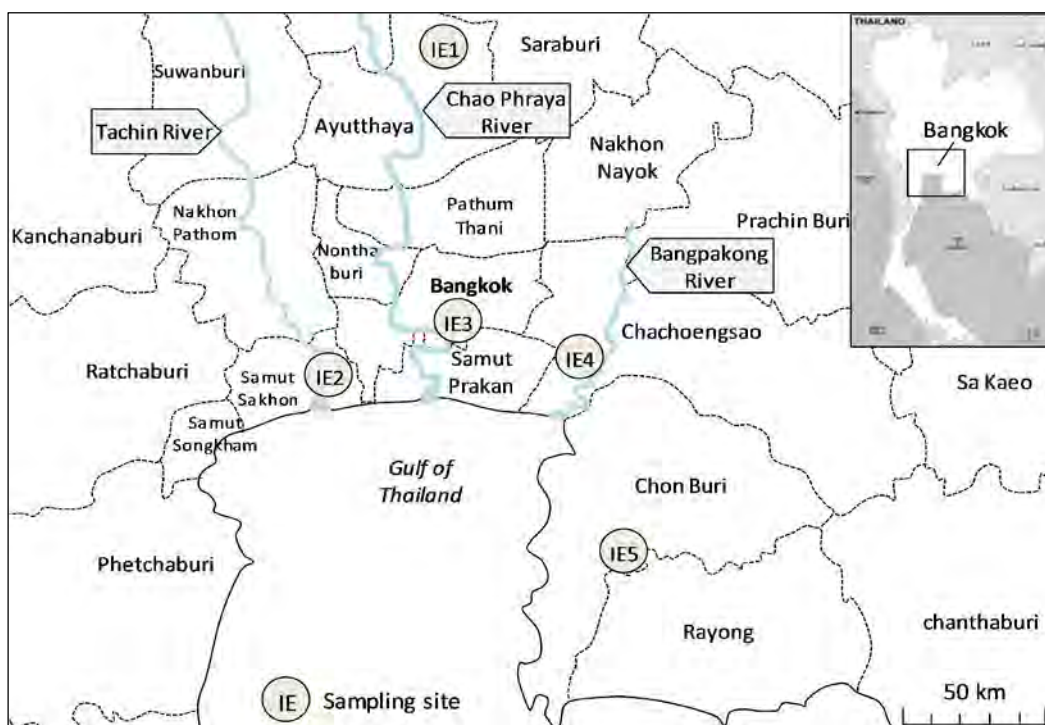 THAILAND
IE1
Saraburi
Suwanburi
Tachin River
Ayutthaya
Chao Phraya
River
Nakhon
Nayok
Bangkok
Nakhon
Pathom
Pathum
Thani
Prachin Buri
Kanchanaburi
Nontha
buri
Bangpakong
River
Bangkok
IE3
Chachoengsao
Ratchaburi
IE2
Samut
Prakan
IE4
Samut
Sakhon
Sa Kaeo
Samut
Songkham
Gulf of
Thailand
Chon Buri
IE5
Phetchaburi
Rayong
chanthaburi
IE
Sampling site
50 km